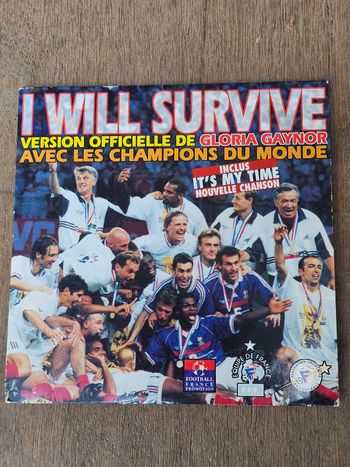 I WILL SURVIVE
VERSION OFFICIELLE DE GLORIA GAYNOR
AVEC LES CHAMPIONS DU MONDE
INCLUS
IT'S MY TIME
NOUVELLE CHANSON
FOOTBALL
FRANCE
PROMOTION
EQUIPE DE FRANCE